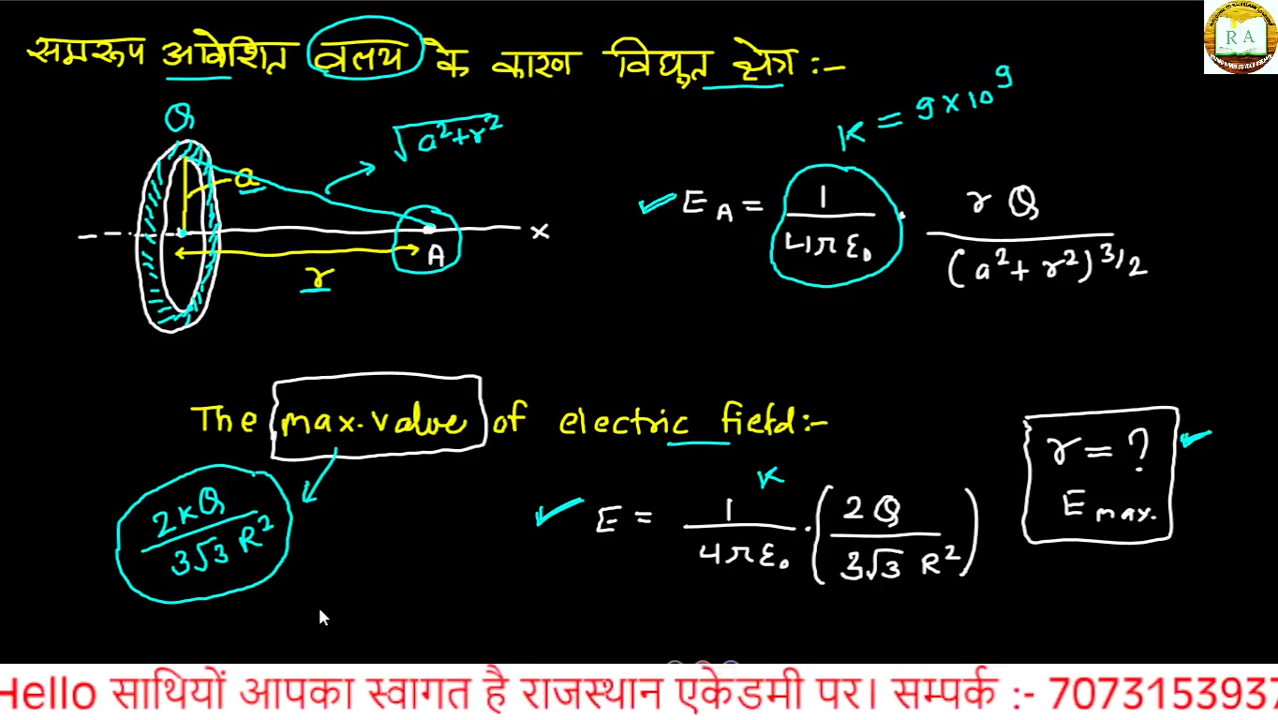 समरूप आवेशित वलय के कारण विद्युत क्षेत्र :-
R A
K = 9 × 10⁹
Q
√a²+r²
a
A
x
r
E A = 1/4πε₀ · rQ/(a²+r²)^3/2
The max. value of electric field :-
r = ?
E max.
2KQ/3√3 R²
K
E = 1/4πε₀ · (2Q/3√3 R²)
Hello साथियों आपका स्वागत है राजस्थान एकेडमी पर। सम्पर्क :- 7073153937